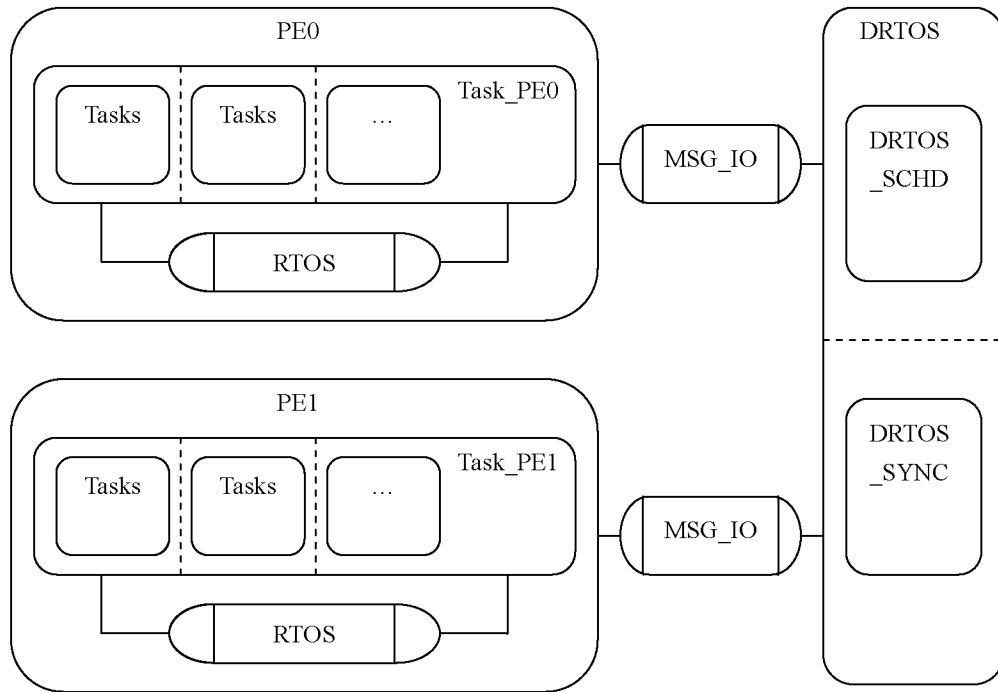 PE0
DRTOS
Tasks
Tasks
...
Task_PE0
MSG_IO
DRTOS
_SCHD
RTOS
PE1
Tasks
Tasks
...
Task_PE1
MSG_IO
DRTOS
_SYNC
RTOS